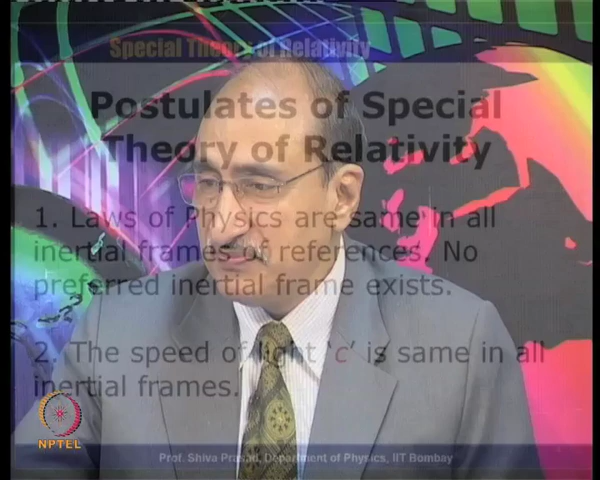 Special Theory of Relativity
Postulates of Special
Theory of Relativity
1. Laws of Physics are same in all
inertial frames of references. No
preferred inertial frame exists.
2. The speed of light 'c' is same in all
inertial frames.
NPTEL
Prof. Shiva Prasad, Department of Physics, IIT Bombay